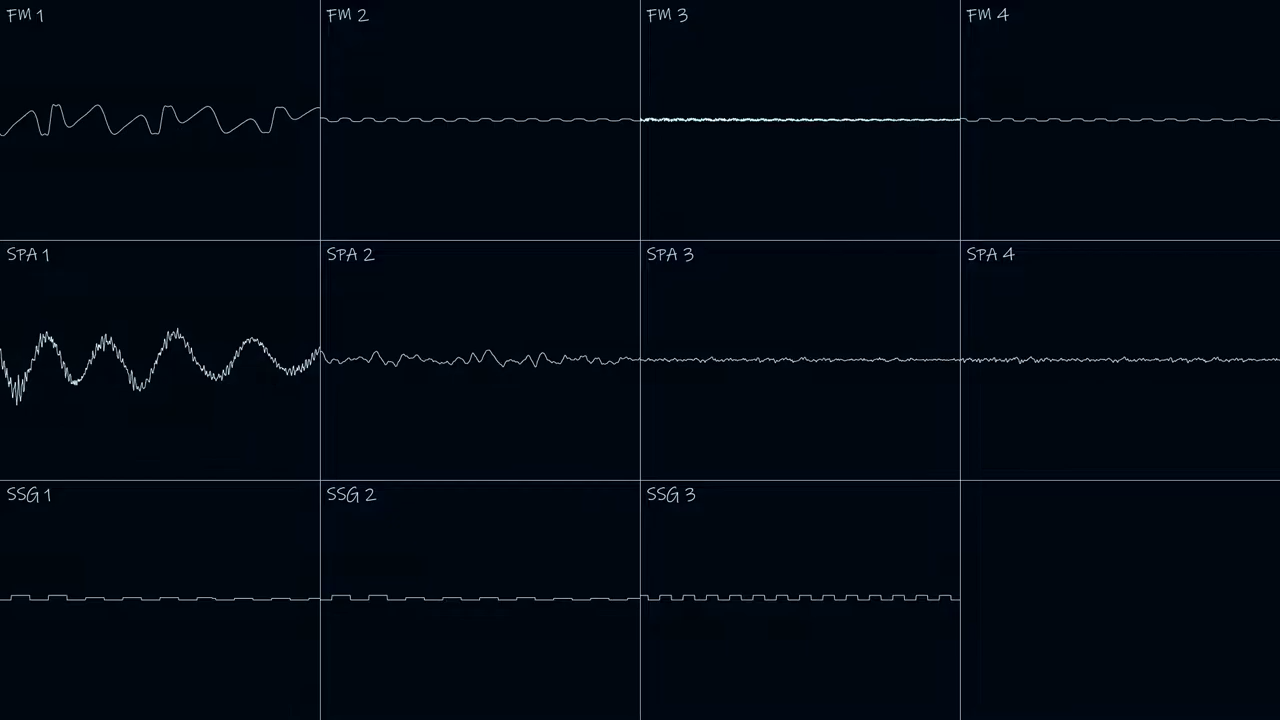 FM 1
FM 2
FM 3
FM 4
SPA 1
SPA 2
SPA 3
SPA 4
SSG 1
SSG 2
SSG 3